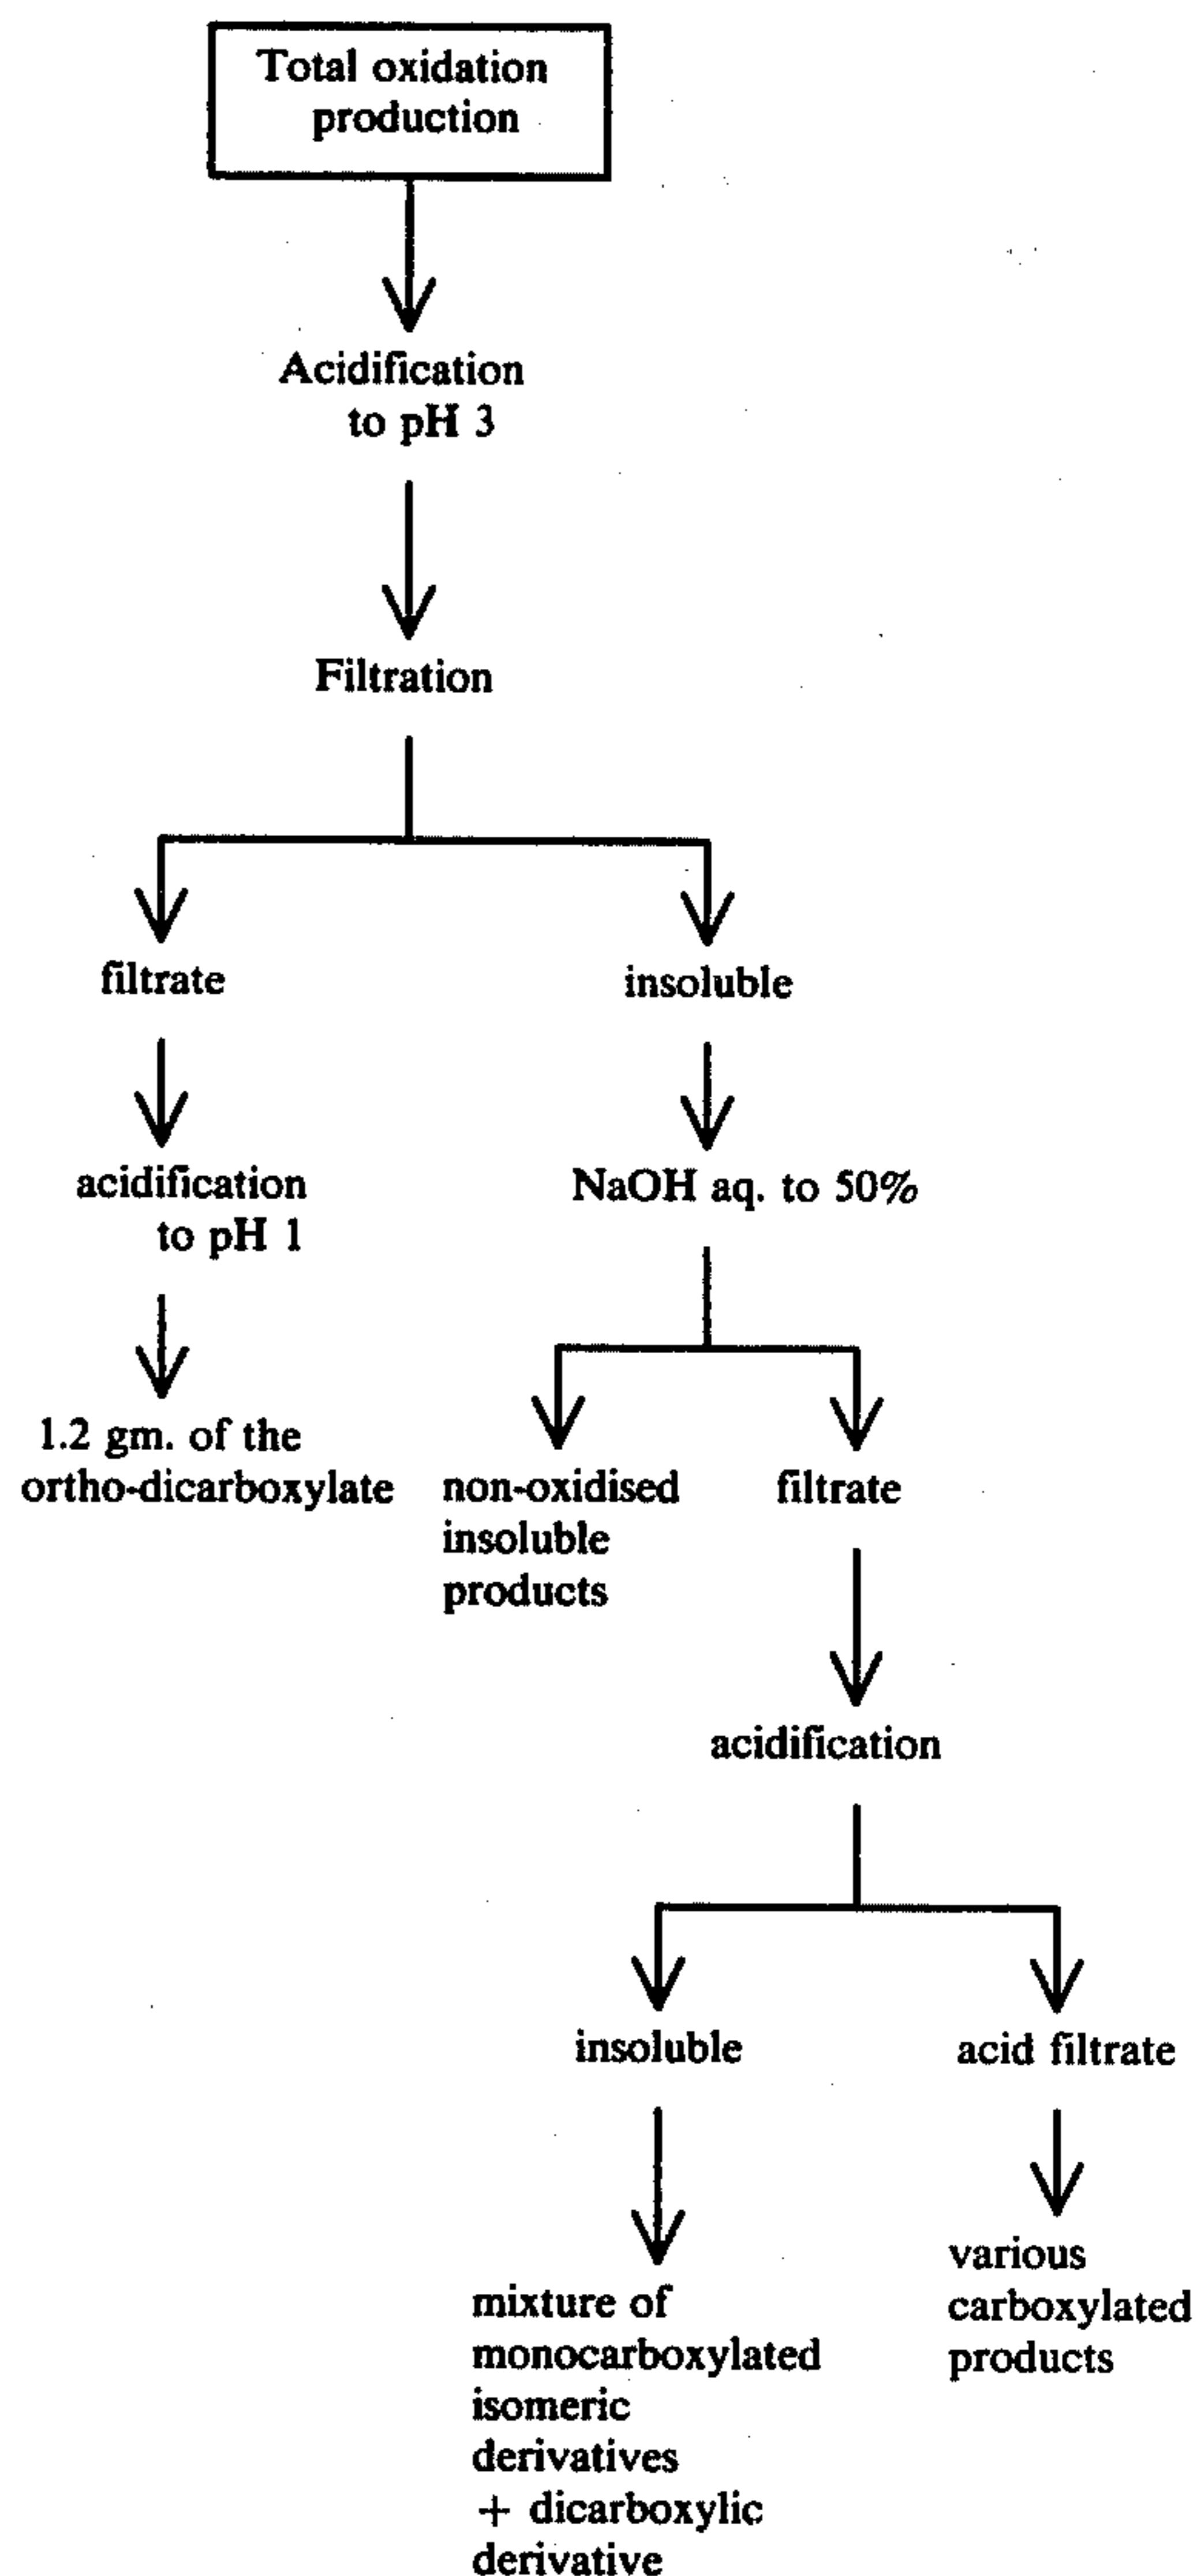 Total oxidation
production
Acidification
to pH 3
Filtration
filtrate
insoluble
acidification
to pH 1
NaOH aq. to 50%
1.2 gm. of the
ortho-dicarboxylate
non-oxidised
insoluble
products
filtrate
acidification
insoluble
acid filtrate
mixture of
monocarboxylated
isomeric
derivatives
+ dicarboxylic
derivative
various
carboxylated
products